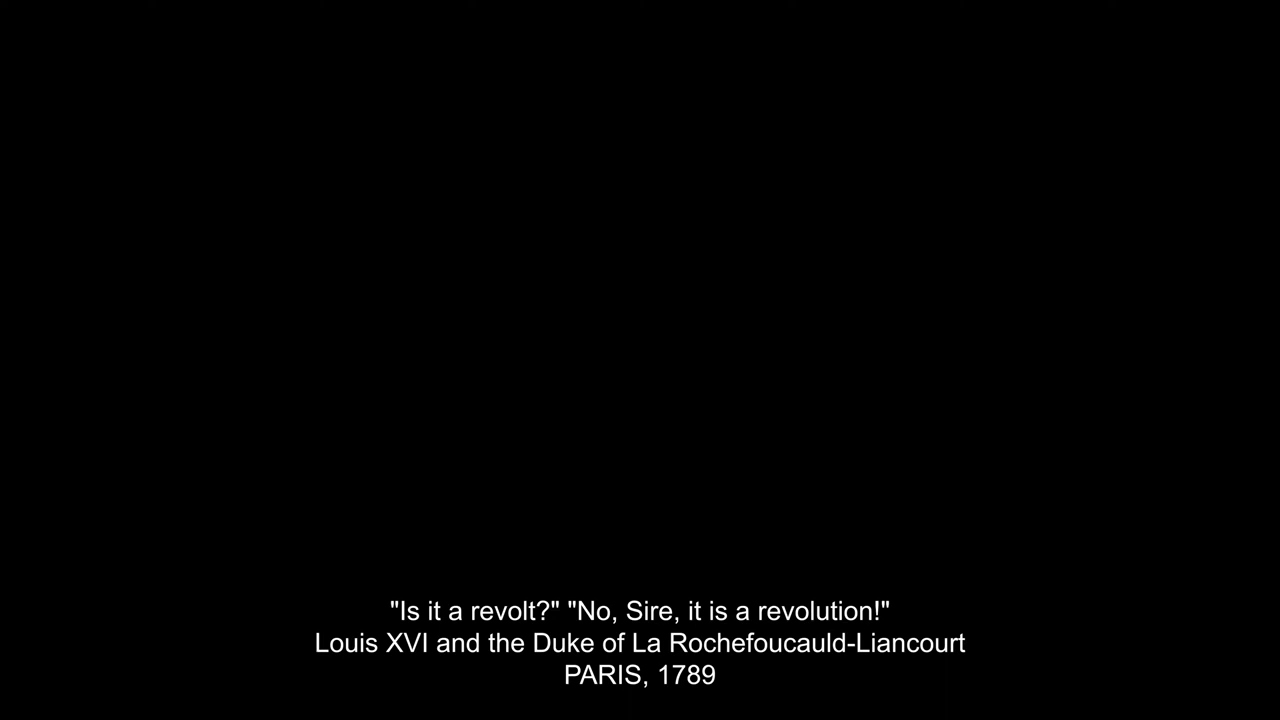 "Is it a revolt?" "No, Sire, it is a revolution!"
Louis XVI and the Duke of La Rochefoucauld-Liancourt
PARIS, 1789